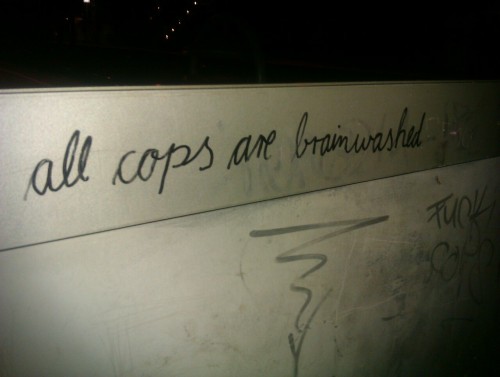 all cops are brainwashed
FUCK